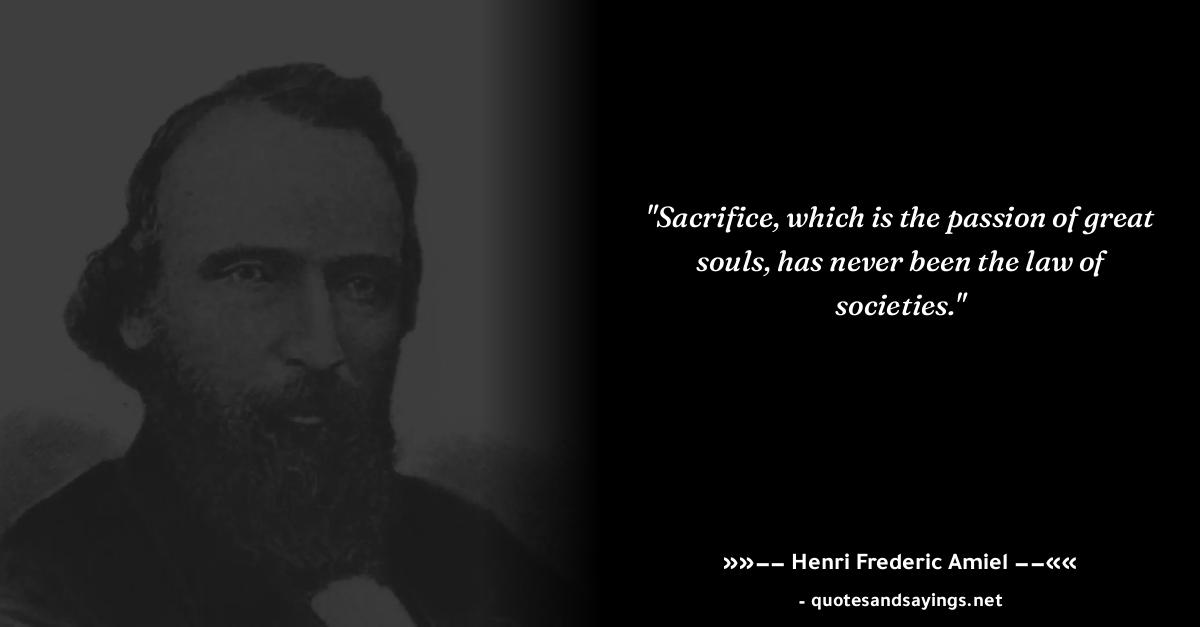 "Sacrifice, which is the passion of great
souls, has never been the law of
societies."
»»–– Henri Frederic Amiel ––««
- quotesandsayings.net